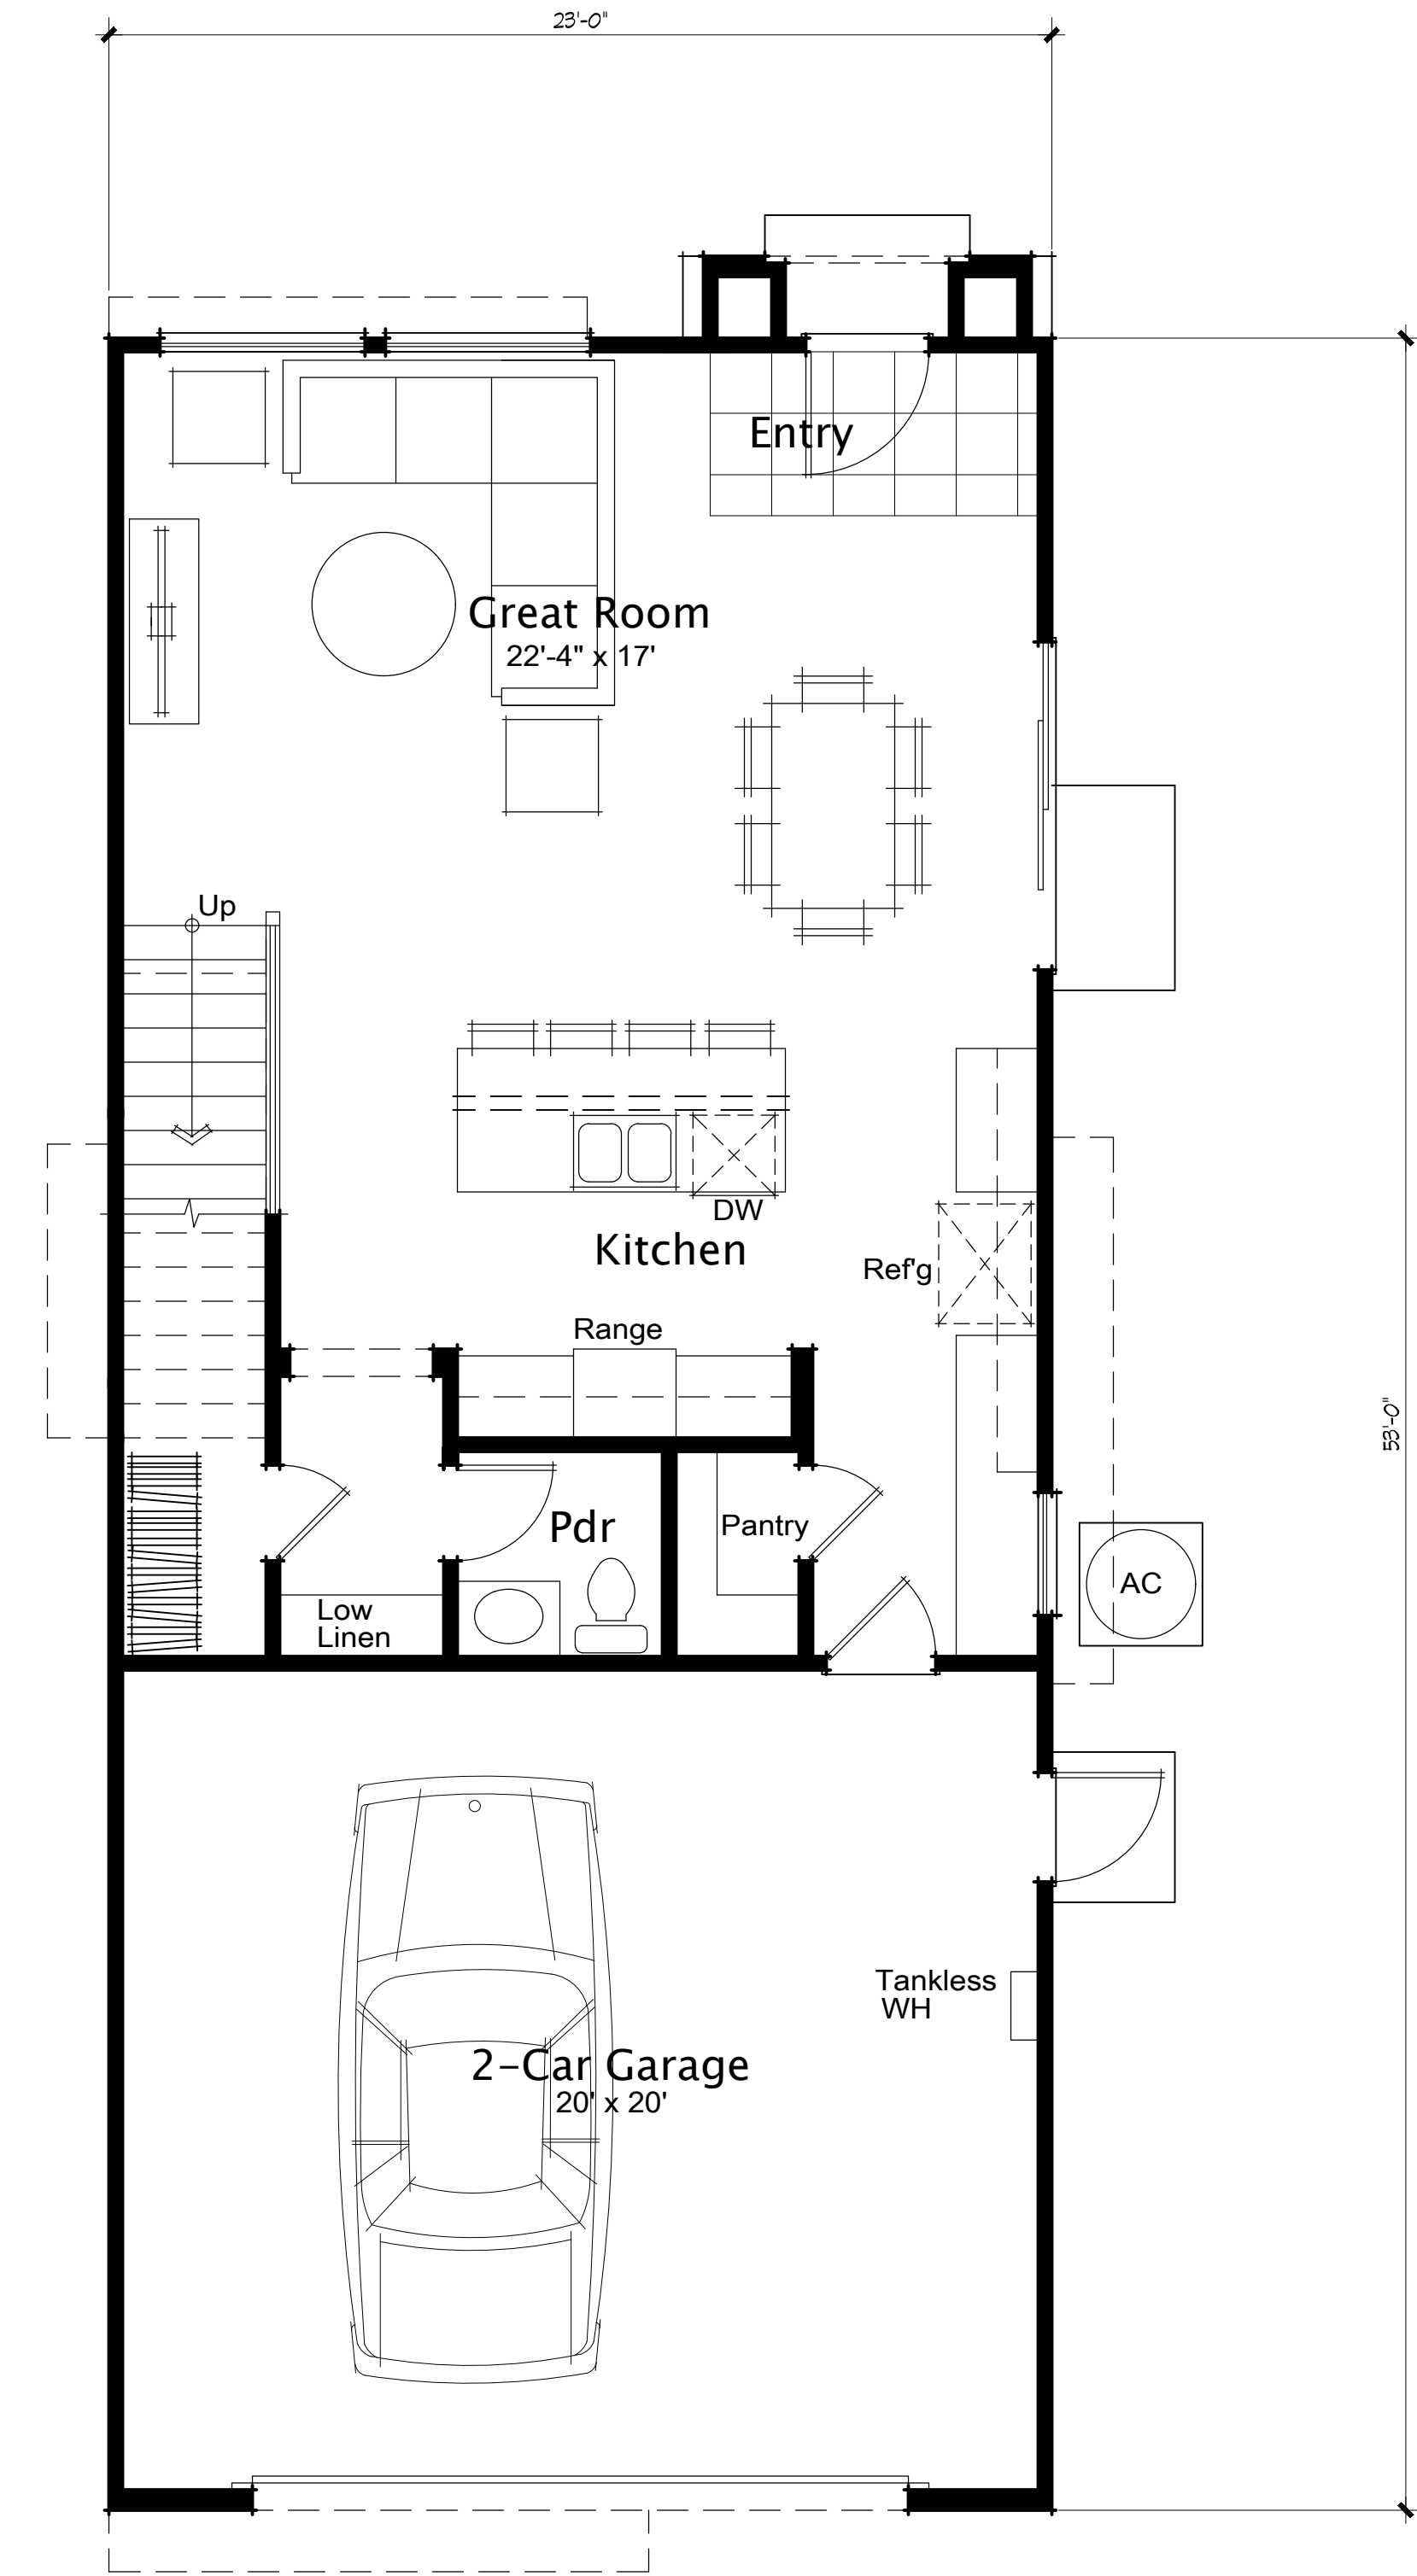 23'-0"
Entry
Great Room
22'-4" x 17'
Up
DW
Kitchen
Ref'g
Range
53'-0"
Pdr
Pantry
AC
Low
Linen
Tankless
WH
2-Car Garage
20' x 20'